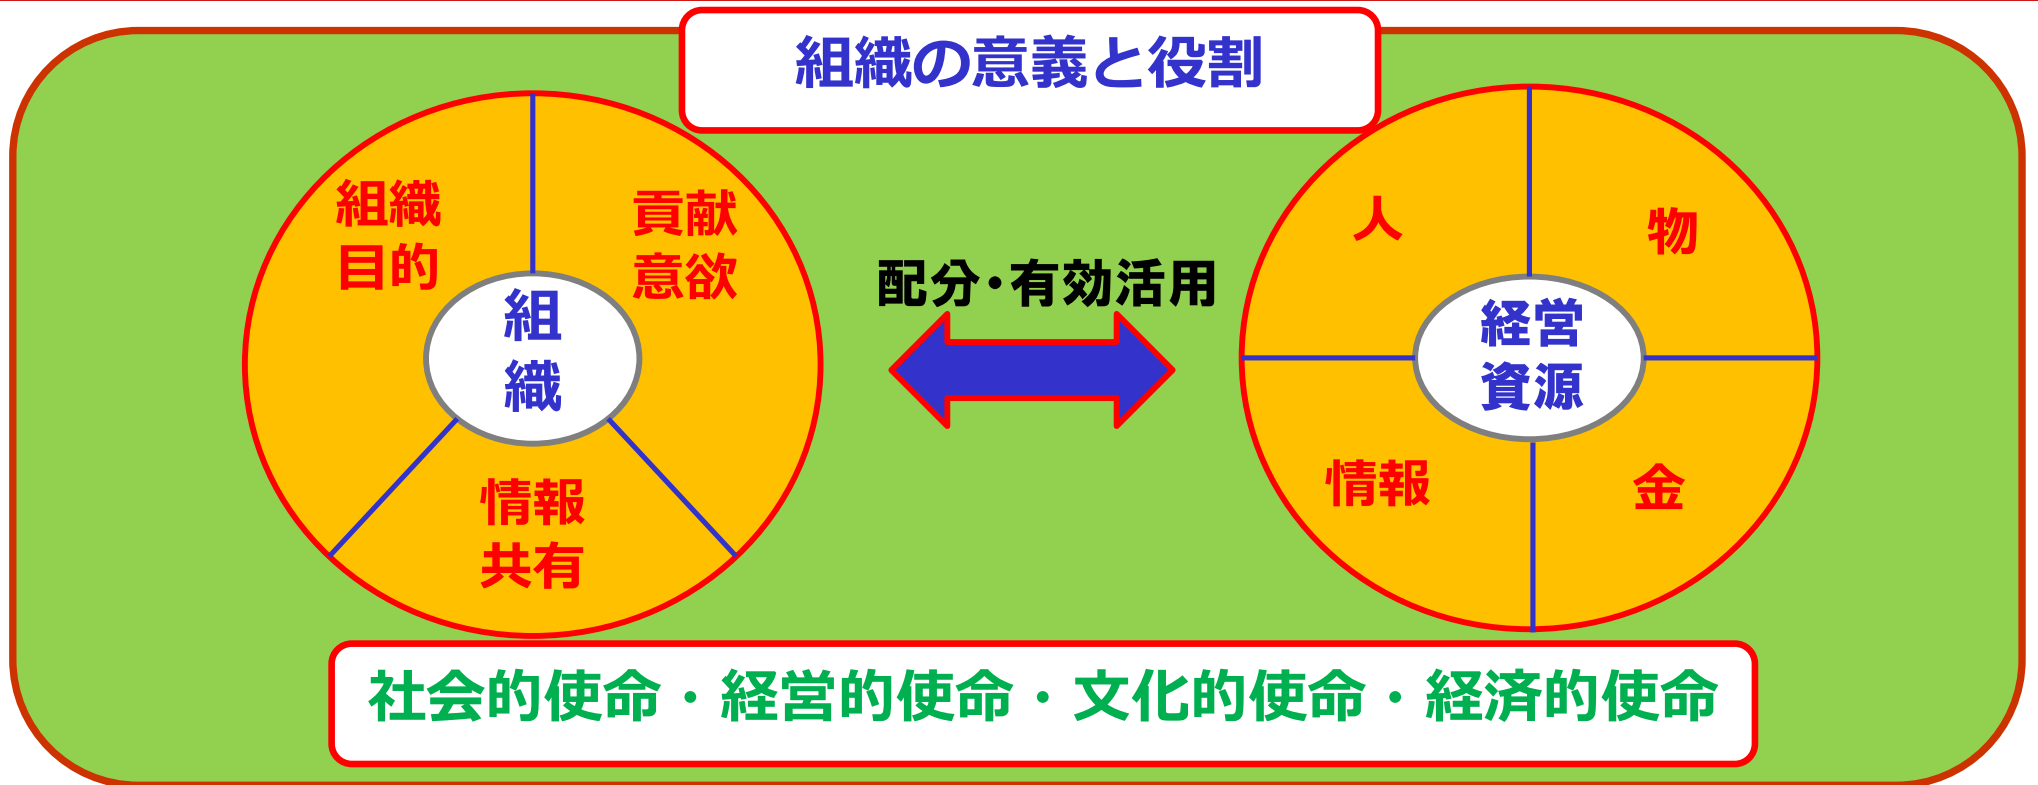 組織の意義と役割
組織
目的
貢献
意欲
組
織
情報
共有
配分・有効活用
人
物
経営
資源
情報
金
社会的使命・経営的使命・文化的使命・経済的使命